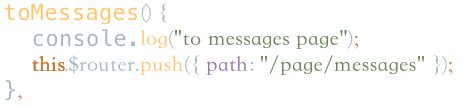 toMessages() {
console.log("to messages page");
this.$router.push({ path: "/page/messages" });
},